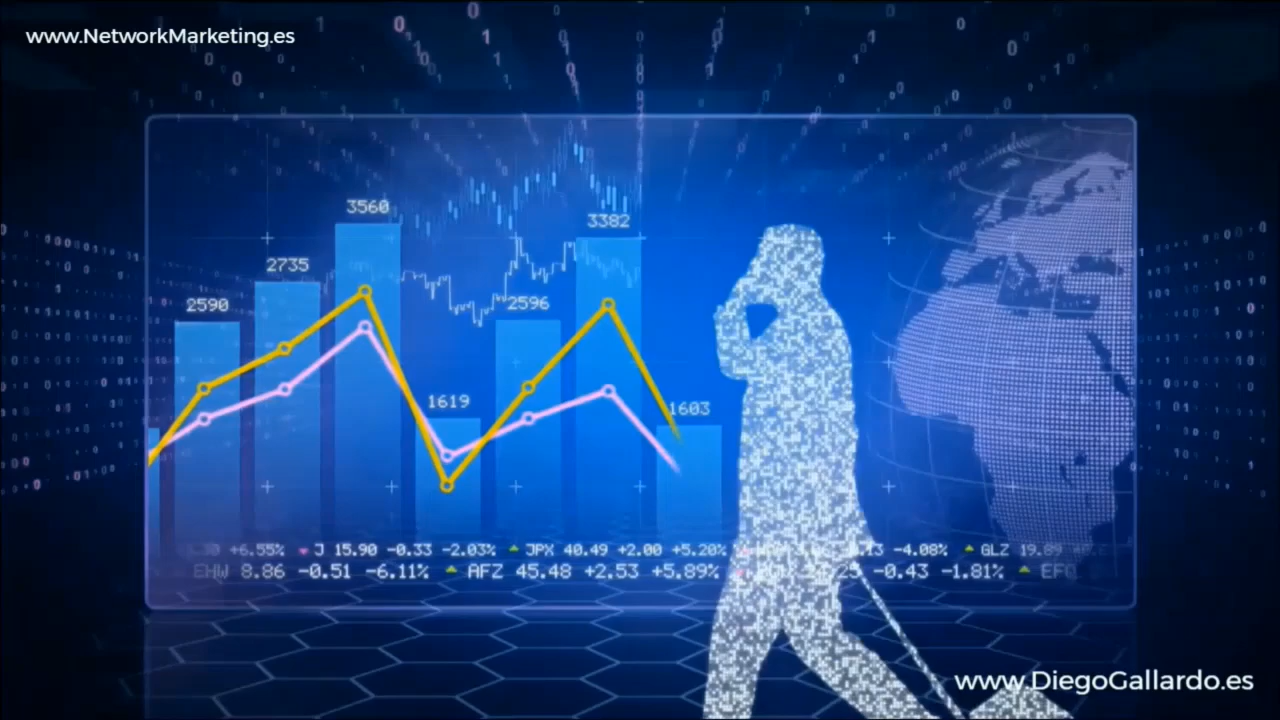 www.NetworkMarketing.es
3560
3382
2735
2590
2596
1619
1603
+6.55% J 15.90 -0.33 -2.03% JPX 40.49 +2.00 +5.20% -4.08% GLZ 19.89
EHW 8.86 -0.51 -6.11% AFZ 45.48 +2.53 +5.89% -0.43 -1.81% EFQ
www.DiegoGallardo.es